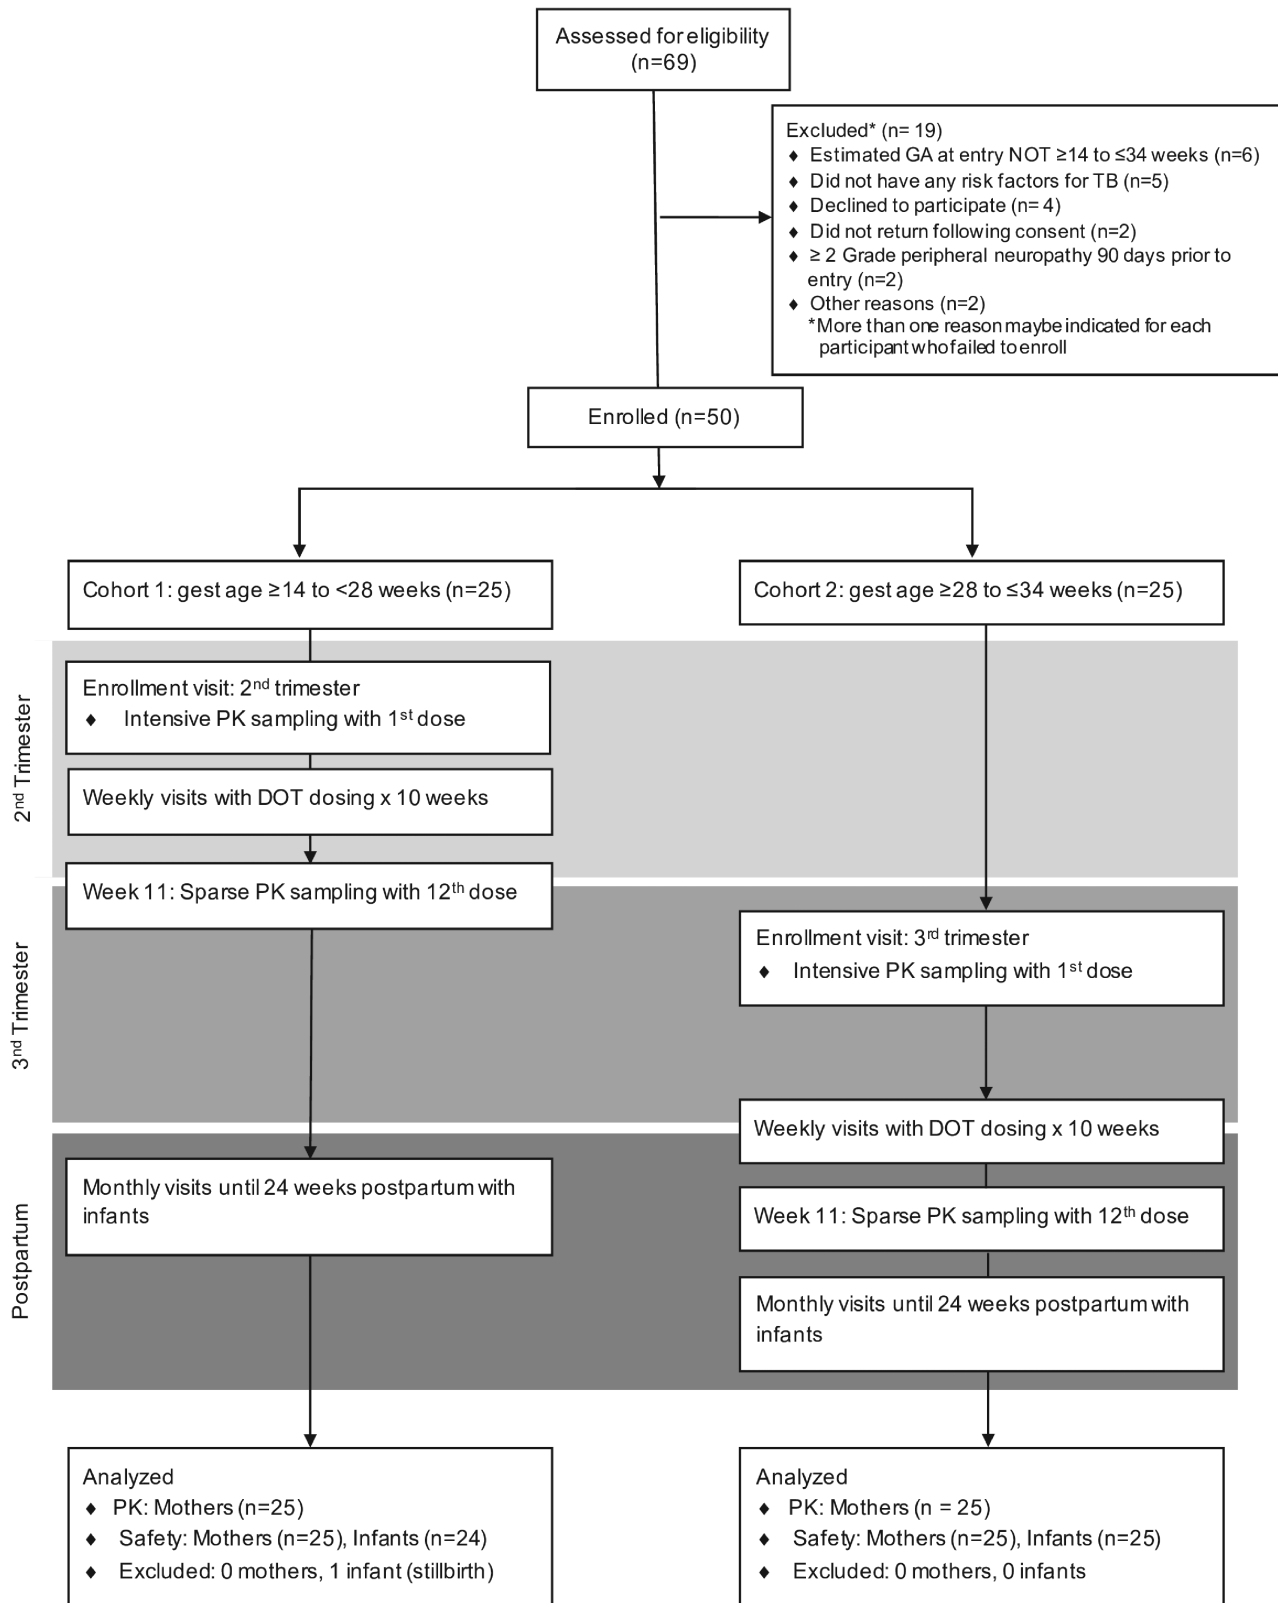 Assessed for eligibility
(n=69)
Excluded* (n= 19)
♦ Estimated GA at entry NOT ≥14 to ≤34 weeks (n=6)
♦ Did not have any risk factors for TB (n=5)
♦ Declined to participate (n= 4)
♦ Did not return following consent (n=2)
♦ ≥ 2 Grade peripheral neuropathy 90 days prior to
entry (n=2)
♦ Other reasons (n=2)
*More than one reason maybe indicated for each
participant who failed to enroll
Enrolled (n=50)
Cohort 1: gest age ≥14 to <28 weeks (n=25)
Cohort 2: gest age ≥28 to ≤34 weeks (n=25)
2nd Trimester
Enrollment visit: 2nd trimester
♦ Intensive PK sampling with 1st dose
Weekly visits with DOT dosing x 10 weeks
Week 11: Sparse PK sampling with 12th dose
3nd Trimester
Enrollment visit: 3rd trimester
♦ Intensive PK sampling with 1st dose
Weekly visits with DOT dosing x 10 weeks
Postpartum
Monthly visits until 24 weeks postpartum with
infants
Week 11: Sparse PK sampling with 12th dose
Monthly visits until 24 weeks postpartum with
infants
Analyzed
♦ PK: Mothers (n=25)
♦ Safety: Mothers (n=25), Infants (n=24)
♦ Excluded: 0 mothers, 1 infant (stillbirth)
Analyzed
♦ PK: Mothers (n = 25)
♦ Safety: Mothers (n=25), Infants (n=25)
♦ Excluded: 0 mothers, 0 infants